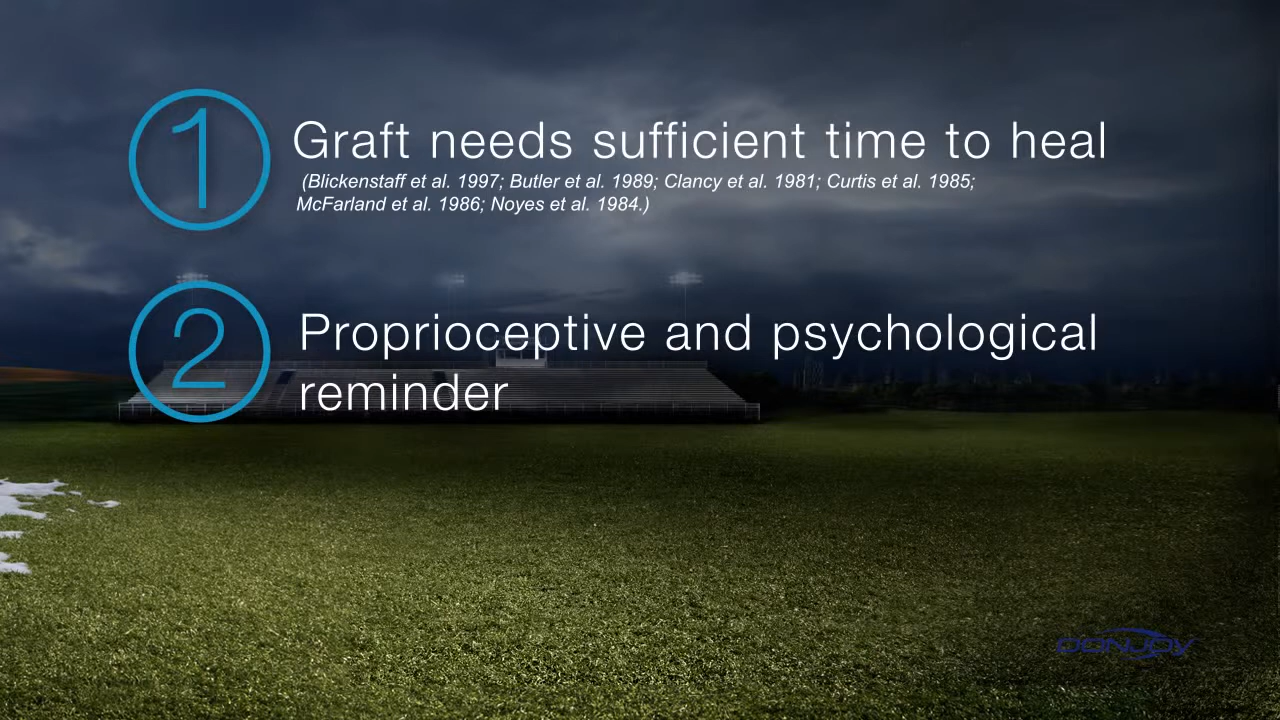 1
Graft needs sufficient time to heal
(Blickenstaff et al. 1997; Butler et al. 1989; Clancy et al. 1981; Curtis et al. 1985;
McFarland et al. 1986; Noyes et al. 1984.)
2
Proprioceptive and psychological
reminder
DONJOY